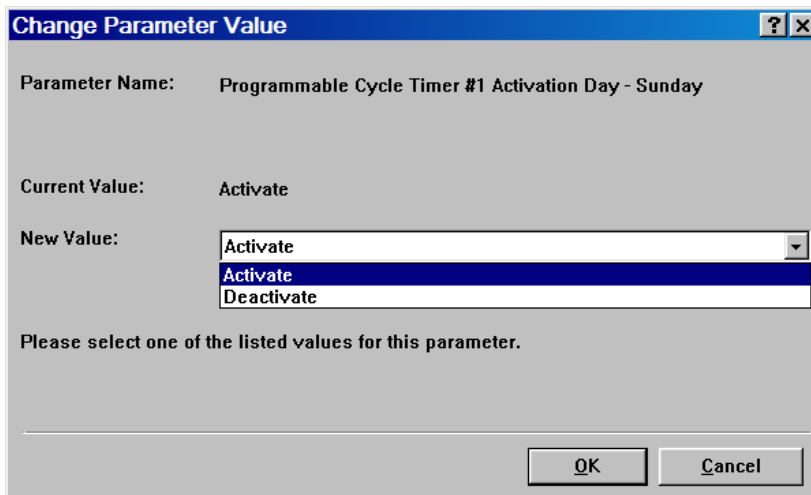 Change Parameter Value
Parameter Name: Programmable Cycle Timer #1 Activation Day - Sunday
Current Value: Activate
New Value: Activate
Activate
Deactivate
Please select one of the listed values for this parameter.
OK Cancel